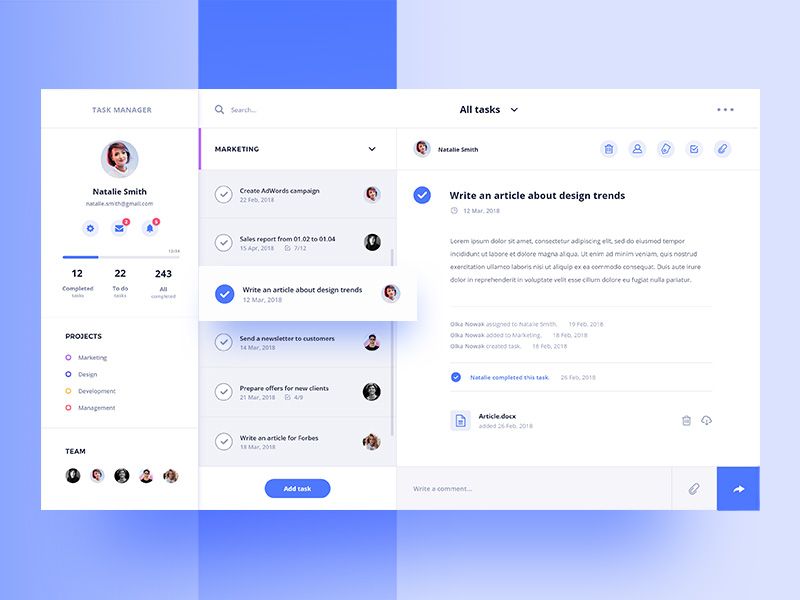 TASK MANAGER
Search...
All tasks
Natalie Smith
natalie.smith@gmail.com
2
5
12/34
12
Completed
tasks
22
To do
tasks
243
All
completed
PROJECTS
Marketing
Design
Development
Management
TEAM
MARKETING
Create AdWords campaign
22 Feb, 2018
Sales report from 01.02 to 01.04
15 Apr, 2018 7/12
Write an article about design trends
12 Mar, 2018
Send a newsletter to customers
14 Mar, 2018
Prepare offers for new clients
21 Mar, 2018 4/9
Write an article for Forbes
18 Mar, 2018
Add task
Natalie Smith
Write an article about design trends
12 Mar, 2018
Lorem ipsum dolor sit amet, consectetur adipiscing elit, sed do eiusmod tempor
incididunt ut labore et dolore magna aliqua. Ut enim ad minim veniam, quis nostrud
exercitation ullamco laboris nisi ut aliquip ex ea commodo consequat. Duis aute irure
dolor in reprehenderit in voluptate velit esse cillum dolore eu fugiat nulla pariatur.
Olka Nowak assigned to Natalie Smith. 19 Feb, 2018
Olka Nowak added to Marketing. 18 Feb, 2018
Olka Nowak created task. 18 Feb, 2018
Natalie completed this task. 26 Feb, 2018
Article.docx
added 26 Feb, 2018
Write a comment...